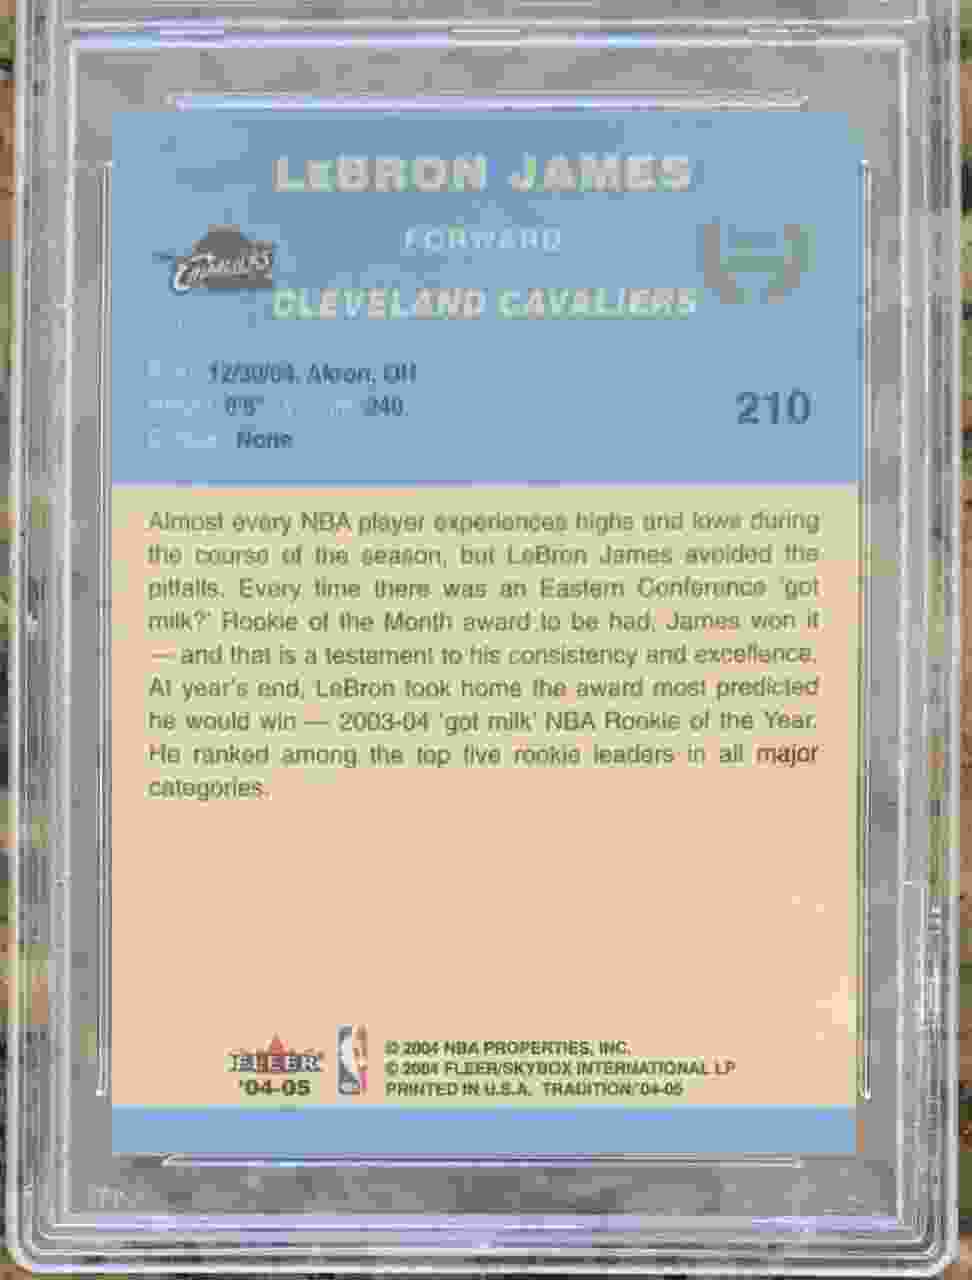 LeBRON JAMES
FORWARD
CAVALIERS
CLEVELAND CAVALIERS
12/30/84, Akron, OH
6'8" 240
None
210
Almost every NBA player experiences highs and lows during
the course of the season, but LeBron James avoided the
pitfalls. Every time there was an Eastern Conference 'got
milk?' Rookie of the Month award to be had, James won it
— and that is a testament to his consistency and excellence.
At year's end, LeBron took home the award most predicted
he would win — 2003-04 'got milk' NBA Rookie of the Year.
He ranked among the top five rookie leaders in all major
categories.
FLEER
'04-05
© 2004 NBA PROPERTIES, INC.
© 2004 FLEER/SKYBOX INTERNATIONAL LP
PRINTED IN U.S.A. TRADITION '04-05